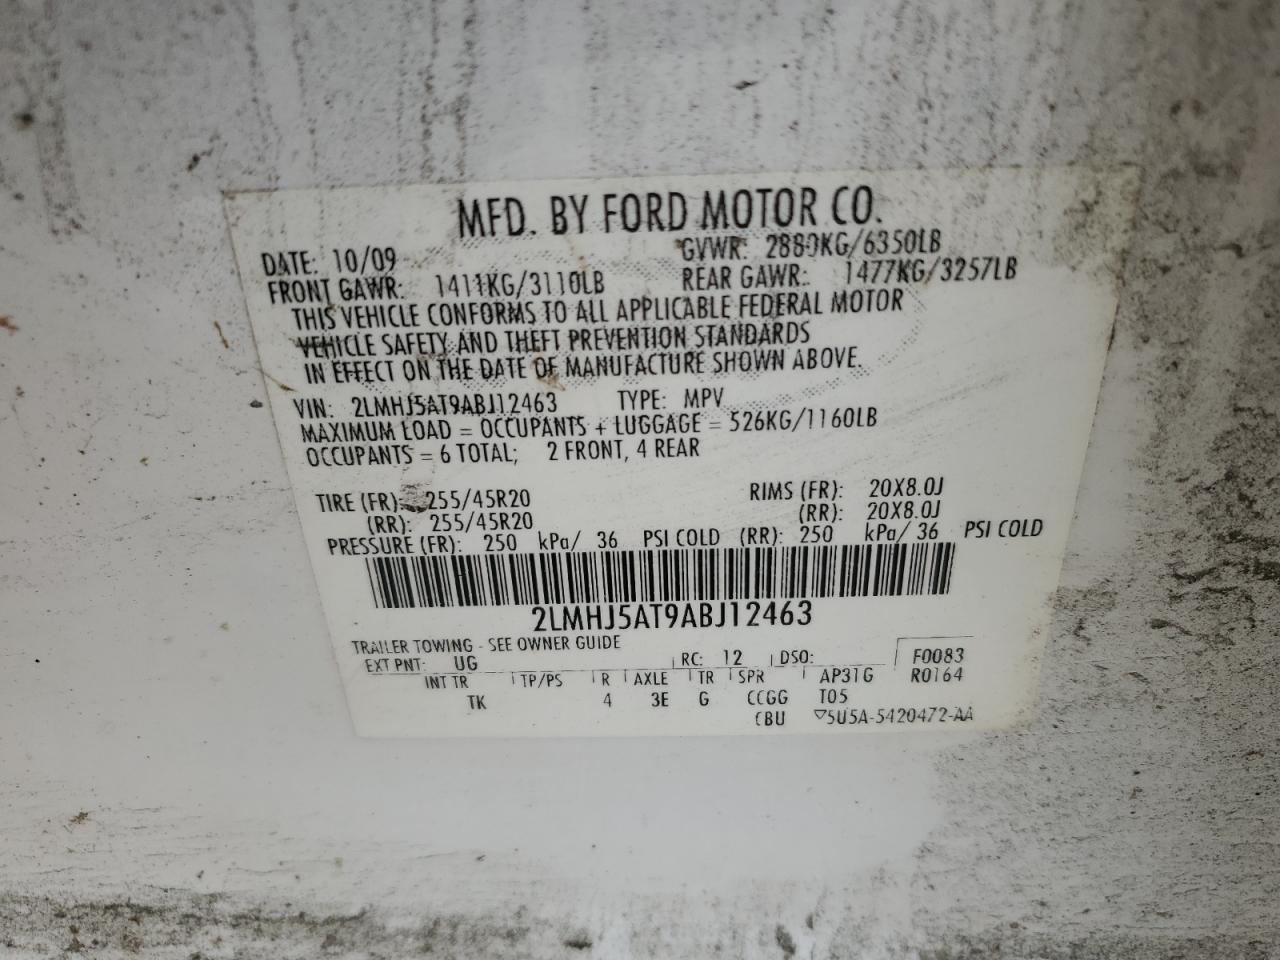 MFD. BY FORD MOTOR CO.
DATE: 10/09 GVWR: 2880KG/6350LB
FRONT GAWR: 1411KG/3110LB REAR GAWR: 1477KG/3257LB
THIS VEHICLE CONFORMS TO ALL APPLICABLE FEDERAL MOTOR
VEHICLE SAFETY AND THEFT PREVENTION STANDARDS
IN EFFECT ON THE DATE OF MANUFACTURE SHOWN ABOVE.
VIN: 2LMHJ5AT9ABJ12463 TYPE: MPV
MAXIMUM LOAD = OCCUPANTS + LUGGAGE = 526KG/1160LB
OCCUPANTS = 6 TOTAL; 2 FRONT, 4 REAR
TIRE (FR): 255/45R20 RIMS (FR): 20X8.0J
(RR): 255/45R20 (RR): 20X8.0J
PRESSURE (FR): 250 kPa/ 36 PSI COLD (RR): 250 kPa/ 36 PSI COLD
2LMHJ5AT9ABJ12463
TRAILER TOWING - SEE OWNER GUIDE
EXT PNT: UG RC: 12 DSO: F0083
INT TR TP/PS R AXLE TR SPR AP31G R0164
TK 4 3E G CCGG T05
CBU ▽5U5A-5420472-AA